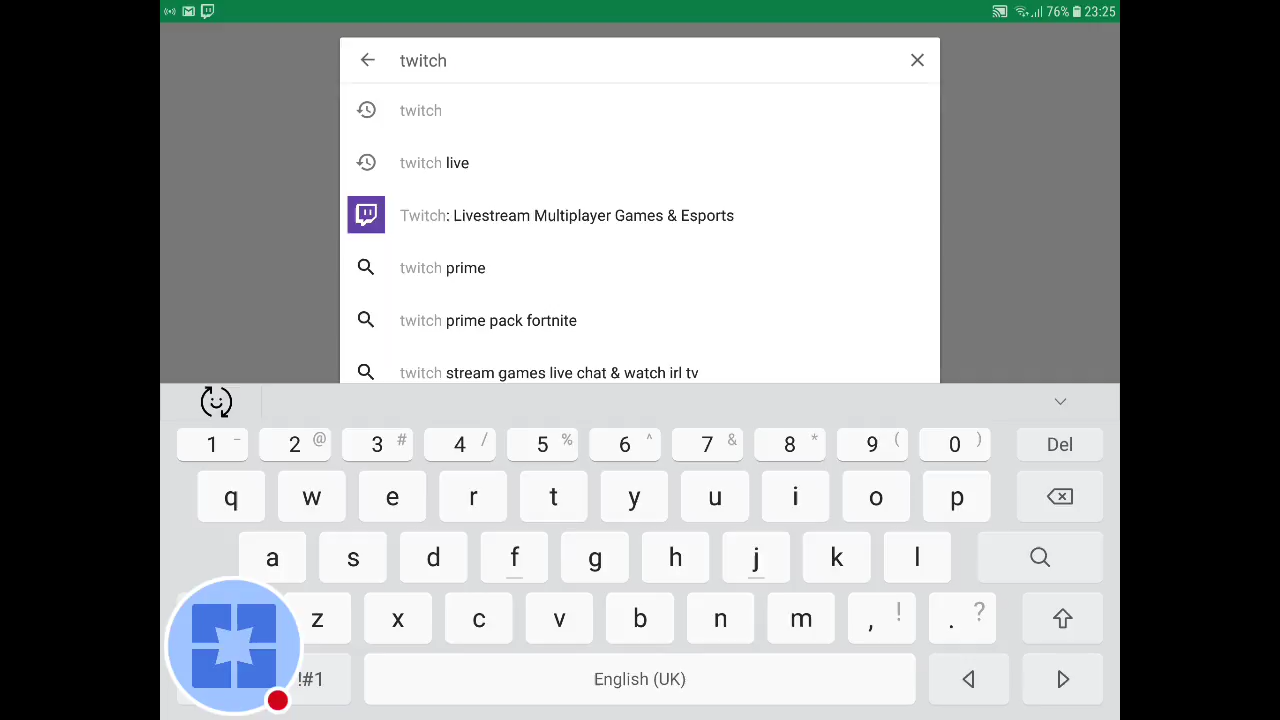 76% 23:25
twitch
twitch
twitch live
Twitch: Livestream Multiplayer Games & Esports
twitch prime
twitch prime pack fortnite
twitch stream games live chat & watch irl tv
1 – 2 @ 3 # 4 / 5 % 6 ^ 7 & 8 * 9 ( 0 ) Del
q w e r t y u i o p
a s d f g h j k l
z x c v b n m , ! . ?
!#1 English (UK)